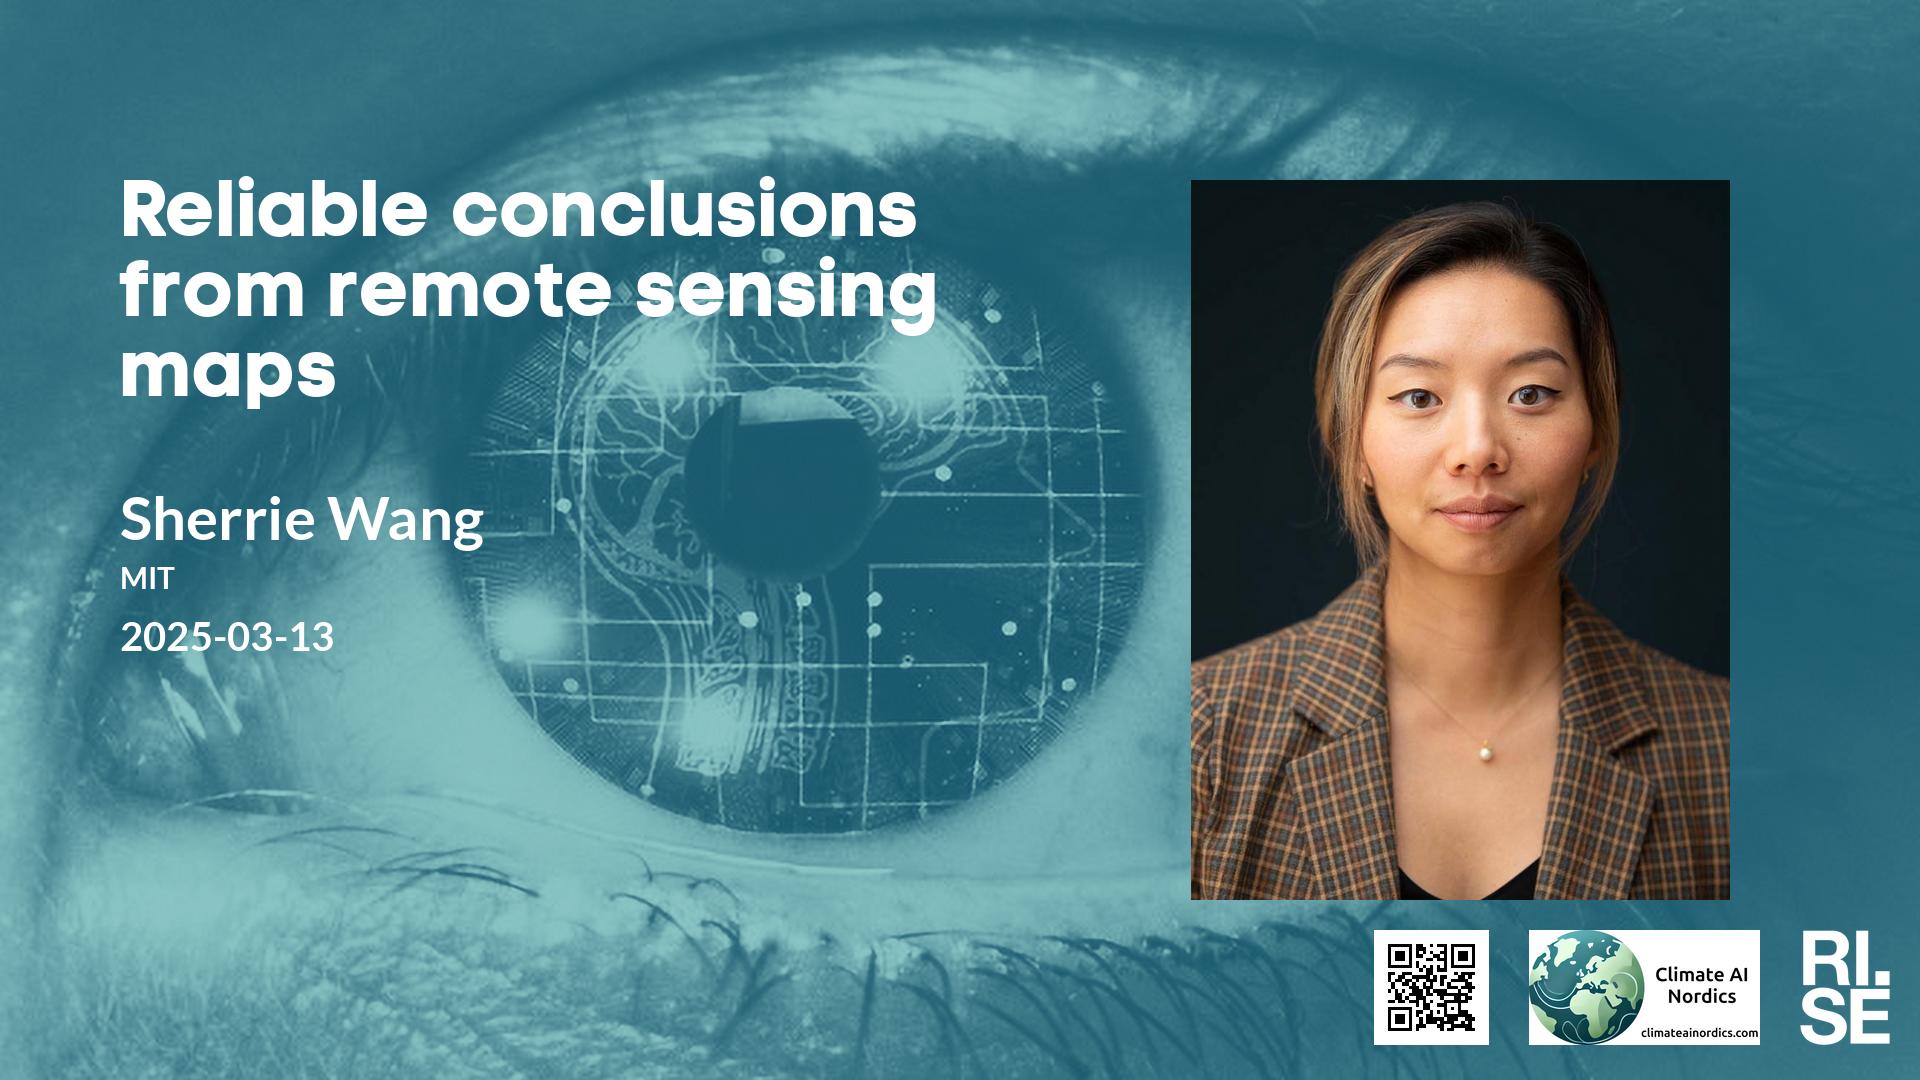 Reliable conclusions
from remote sensing
maps
Sherrie Wang
MIT
2025-03-13
Climate AI
Nordics
climateainordics.com
RI.
SE